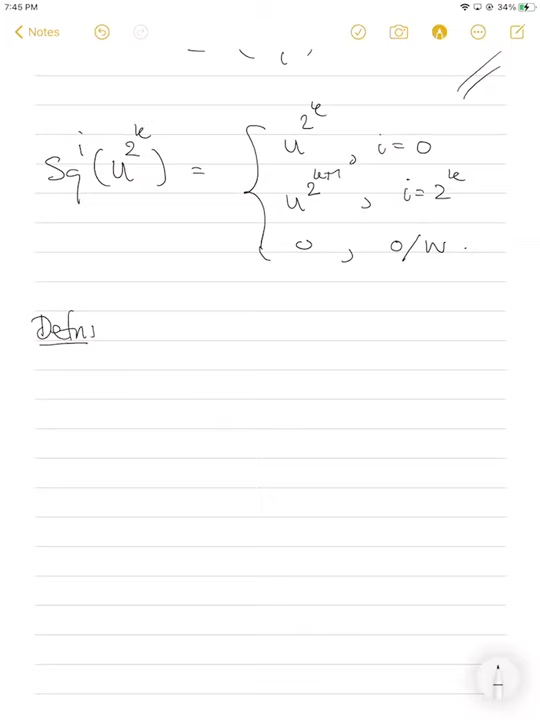 7:45 PM 34%
Notes
Sq^i(u^{2^k}) = { u^{2^k}, i = 0
u^{2^{k+1}}, i = 2^k
0, o/w.
Defn: